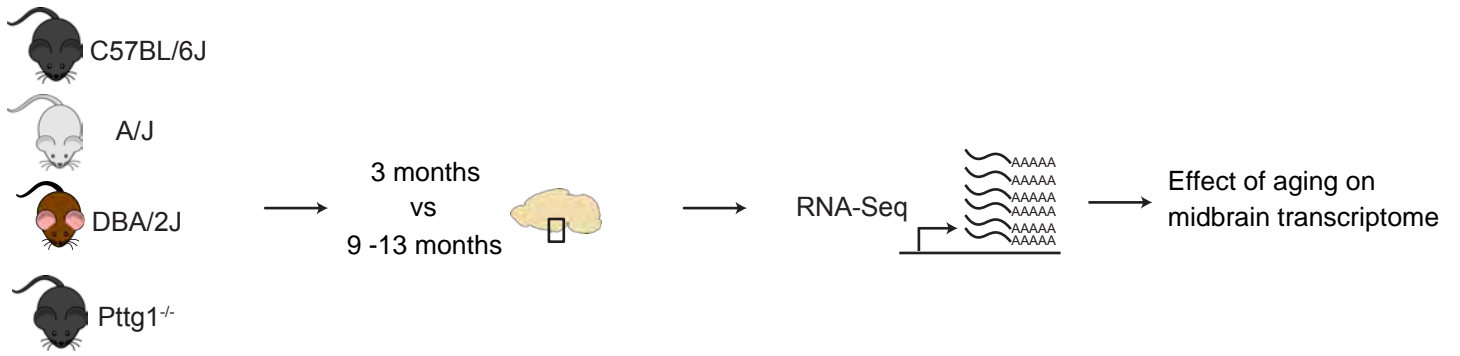 C57BL/6J
A/J
DBA/2J
Pttg1-/-
3 months
vs
9 -13 months
RNA-Seq
AAAAA
AAAAA
AAAAA
AAAAA
AAAAA
AAAAA
Effect of aging on
midbrain transcriptome